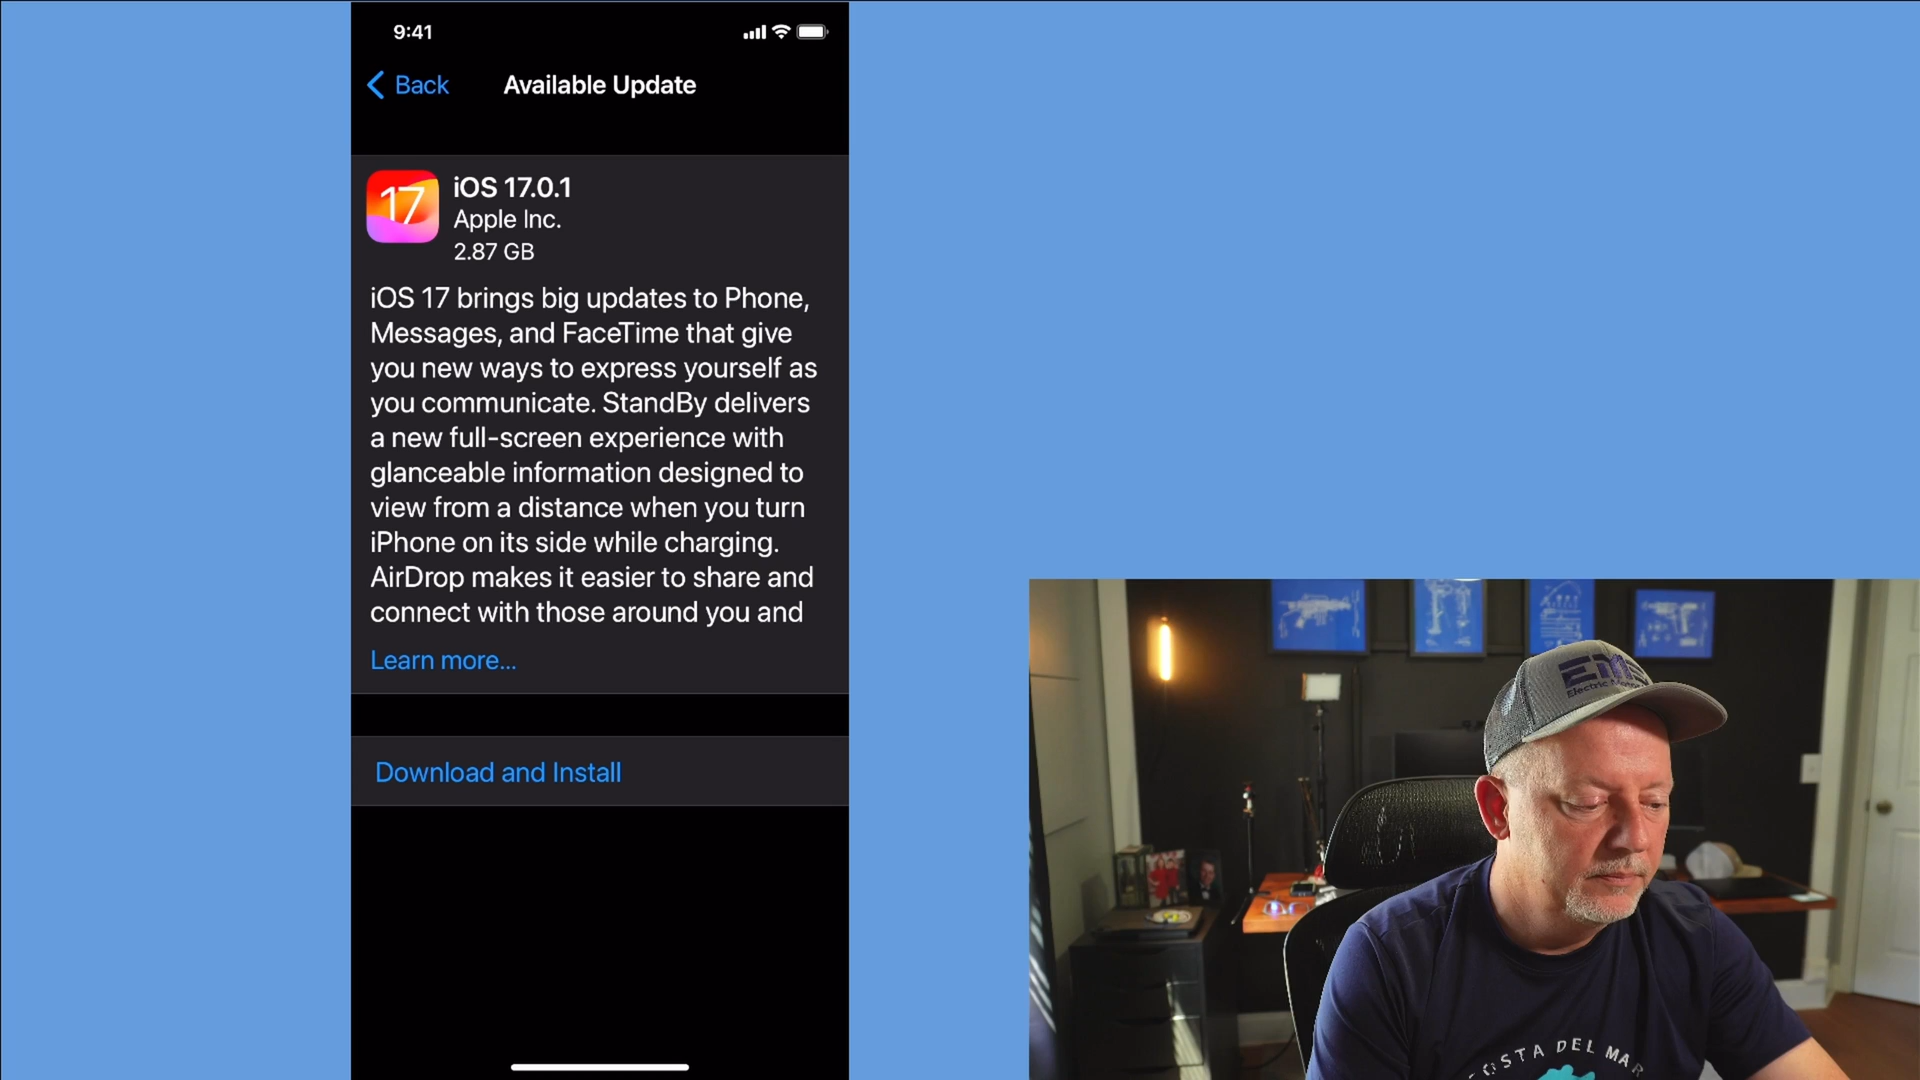 9:41
Back
Available Update
17
iOS 17.0.1
Apple Inc.
2.87 GB
iOS 17 brings big updates to Phone,
Messages, and FaceTime that give
you new ways to express yourself as
you communicate. StandBy delivers
a new full-screen experience with
glanceable information designed to
view from a distance when you turn
iPhone on its side while charging.
AirDrop makes it easier to share and
connect with those around you and
Learn more...
Download and Install
Electric
DEL MAR